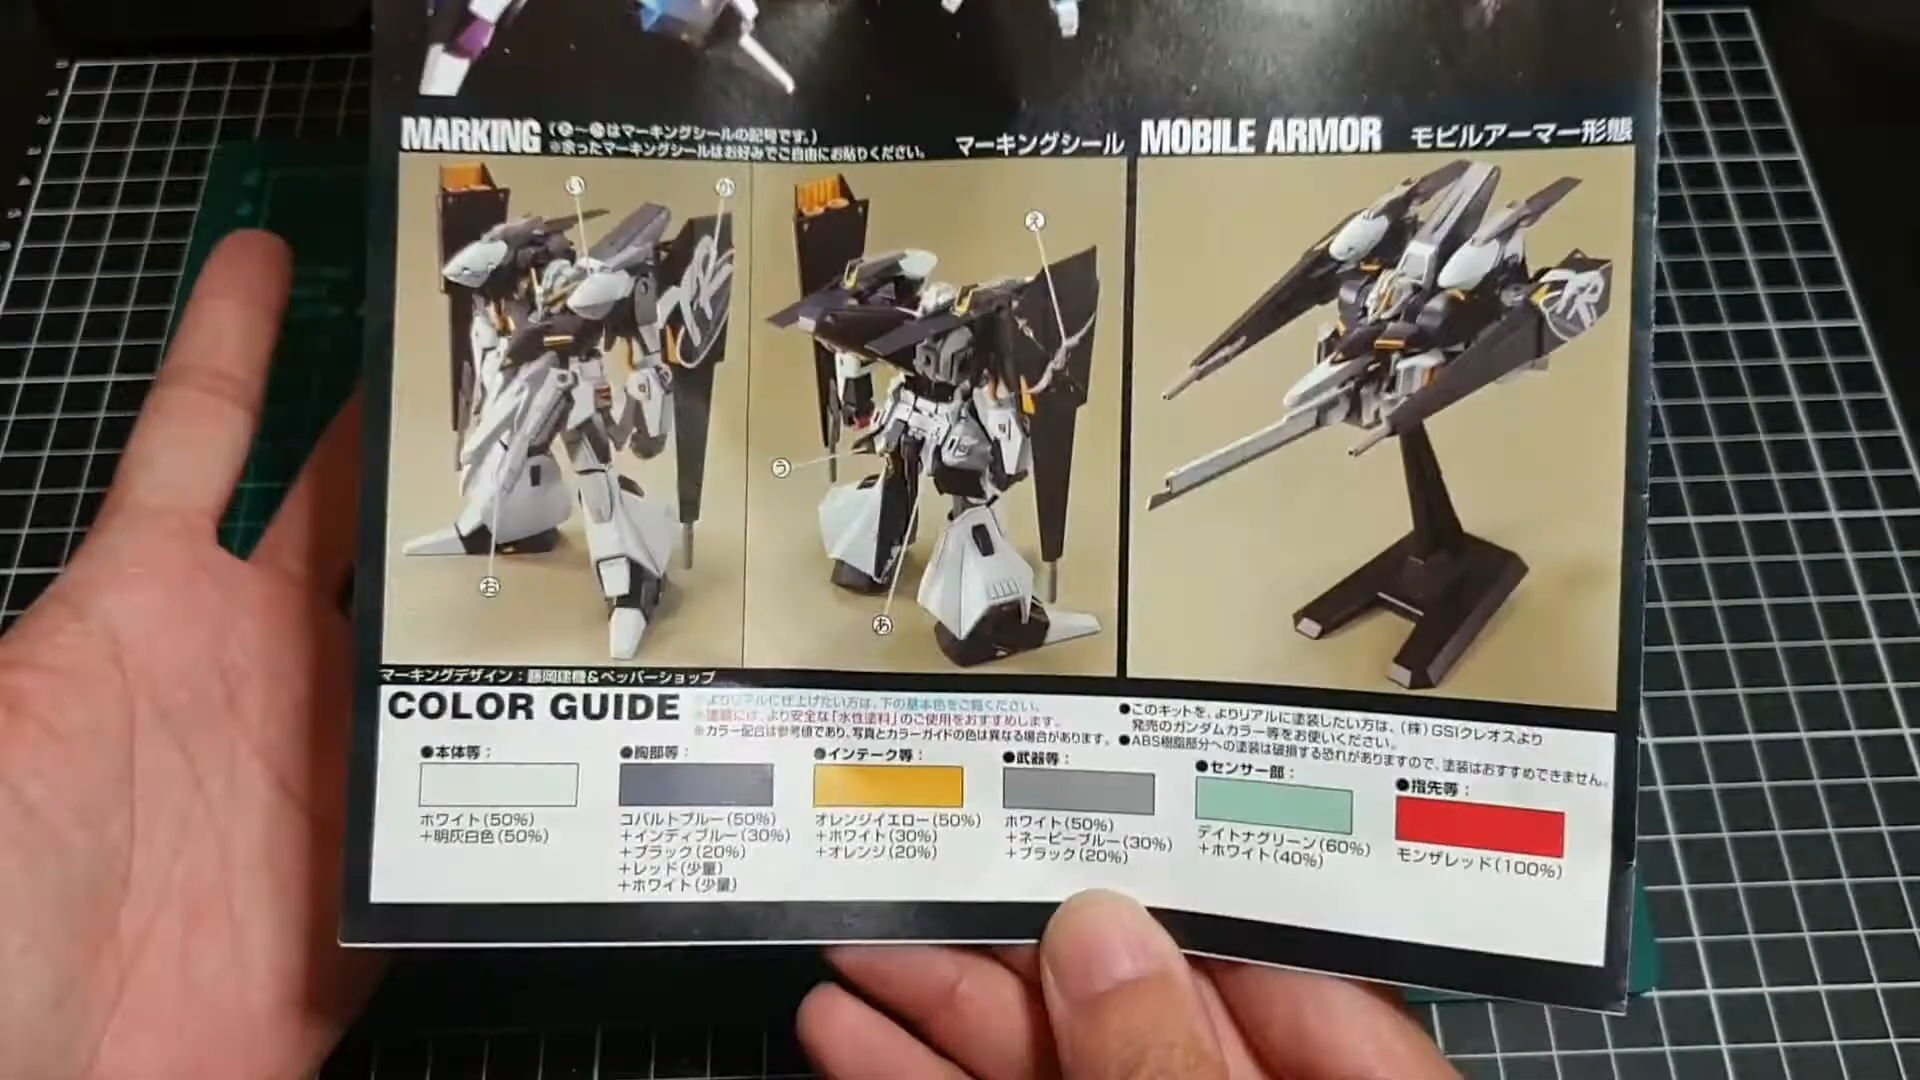 MARKING
(あ～かはマーキングシールの記号です。)
※余ったマーキングシールはお好みでご自由にお貼りください。
マーキングシール
MOBILE ARMOR モビルアーマー形態
い
か
え
う
お
あ
マーキングデザイン：藤岡建機&ペッパーショップ
COLOR GUIDE
※よりリアルに仕上げたい方は、下の基本色をご覧ください。
※塗装には、より安全な「水性塗料」のご使用をおすすめします。
※カラー配合は参考値であり、写真とカラーガイドの色は異なる場合があります。
●このキットを、よりリアルに塗装したい方は、(株)GSIクレオスより
発売のガンダムカラー等をお使いください。
●ABS樹脂部分への塗装は破損する恐れがありますので、塗装はおすすめできません。
●本体等：
ホワイト(50%)
＋明灰白色(50%)
●胸部等：
コバルトブルー(50%)
＋インディブルー(30%)
＋ブラック(20%)
＋レッド(少量)
＋ホワイト(少量)
●インテーク等：
オレンジイエロー(50%)
＋ホワイト(30%)
＋オレンジ(20%)
●武器等：
ホワイト(50%)
＋ネービーブルー(30%)
＋ブラック(20%)
●センサー部：
デイトナグリーン(60%)
＋ホワイト(40%)
●指先等：
モンザレッド(100%)